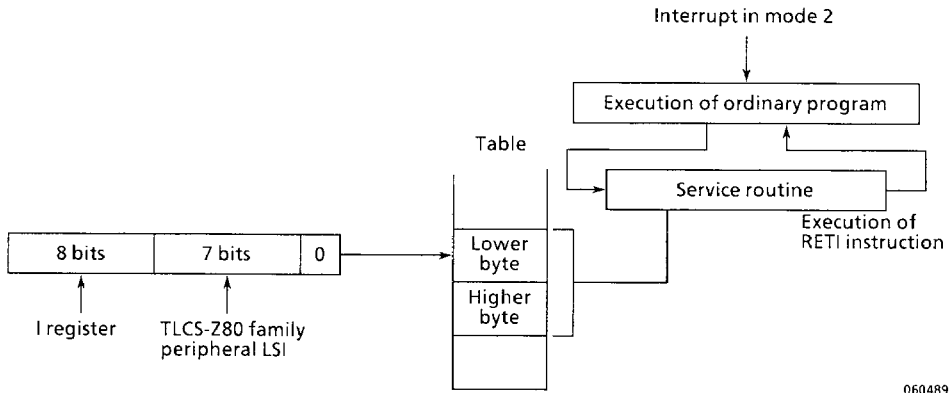 Interrupt in mode 2
Execution of ordinary program
Table
Service routine
Execution of
RETI instruction
8 bits
7 bits
0
Lower
byte
Higher
byte
I register
TLCS-Z80 family
peripheral LSI
060489